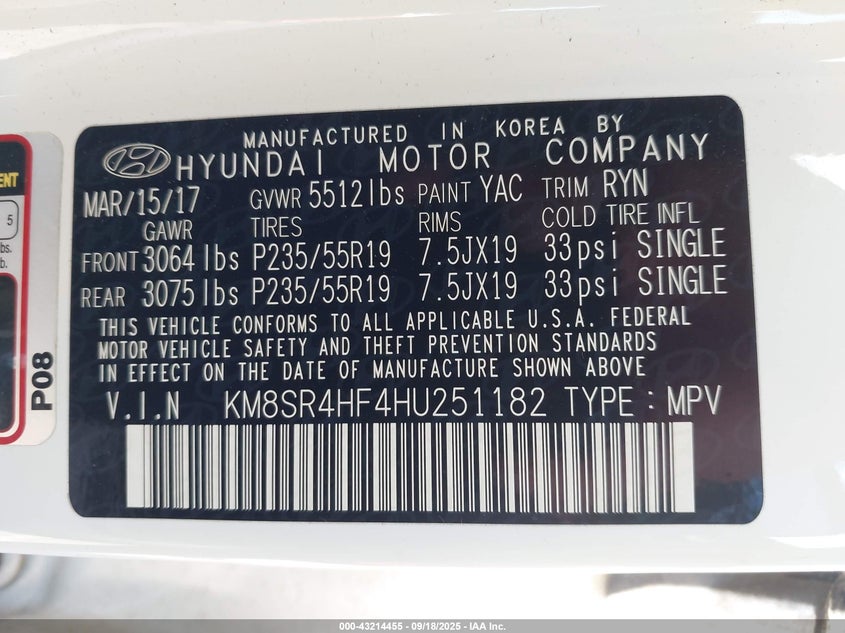 MANUFACTURED IN KOREA BY
HYUNDAI MOTOR COMPANY
MAR/15/17 GVWR 5512lbs PAINT YAC TRIM RYN
GAWR TIRES RIMS COLD TIRE INFL
FRONT 3064lbs P235/55R19 7.5JX19 33psi SINGLE
REAR 3075lbs P235/55R19 7.5JX19 33psi SINGLE
THIS VEHICLE CONFORMS TO ALL APPLICABLE U.S.A. FEDERAL
MOTOR VEHICLE SAFETY AND THEFT PREVENTION STANDARDS
IN EFFECT ON THE DATE OF MANUFACTURE SHOWN ABOVE
V.I.N KM8SR4HF4HU251182 TYPE : MPV
5
P08
000-43214455 - 09/18/2025 - IAA Inc.